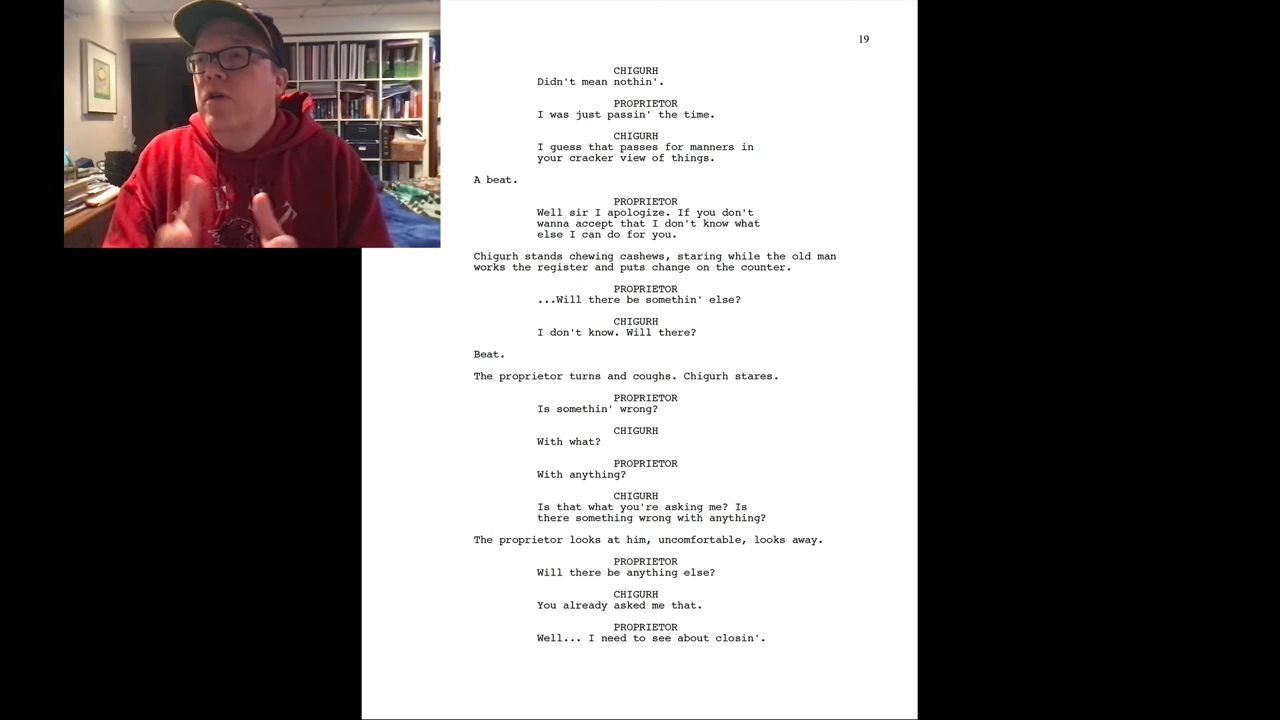 19
CHIGURH
Didn't mean nothin'.
PROPRIETOR
I was just passin' the time.
CHIGURH
I guess that passes for manners in
your cracker view of things.
A beat.
PROPRIETOR
Well sir I apologize. If you don't
wanna accept that I don't know what
else I can do for you.
Chigurh stands chewing cashews, staring while the old man
works the register and puts change on the counter.
PROPRIETOR
...Will there be somethin' else?
CHIGURH
I don't know. Will there?
Beat.
The proprietor turns and coughs. Chigurh stares.
PROPRIETOR
Is somethin' wrong?
CHIGURH
With what?
PROPRIETOR
With anything?
CHIGURH
Is that what you're asking me? Is
there something wrong with anything?
The proprietor looks at him, uncomfortable, looks away.
PROPRIETOR
Will there be anything else?
CHIGURH
You already asked me that.
PROPRIETOR
Well... I need to see about closin'.